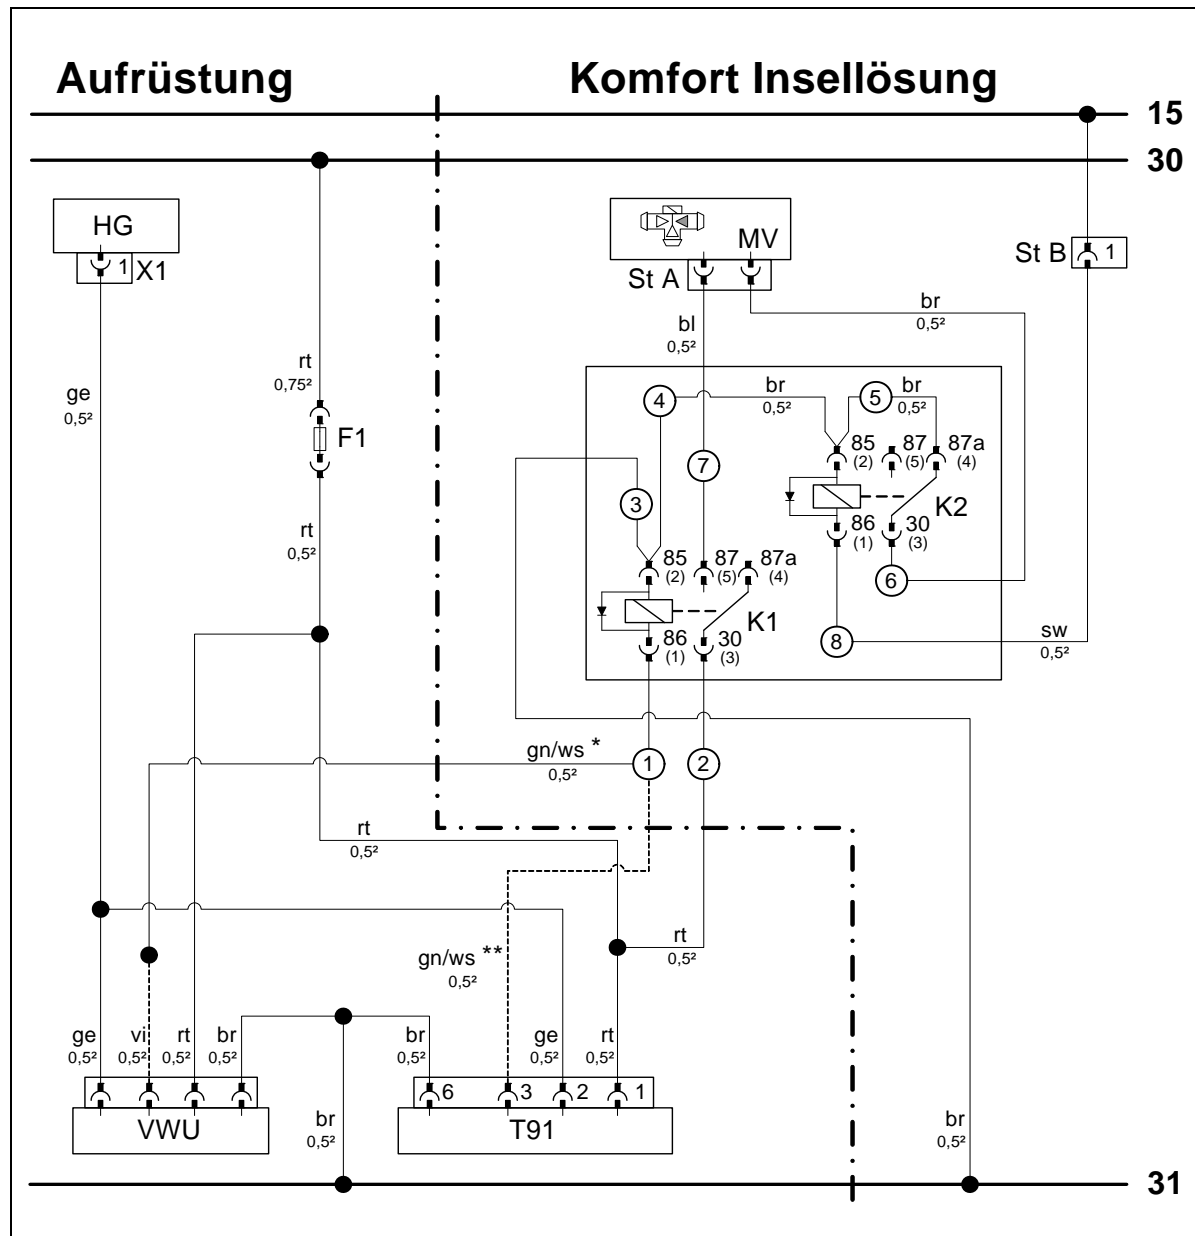 Aufrüstung
Komfort Insellösung
15
30
HG
1
X1
MV
St A
St B
1
br
0,5²
bl
0,5²
rt
0,75²
ge
0,5²
F1
4
br
0,5²
5
br
0,5²
85
(2)
87
(5)
87a
(4)
7
3
K2
86
(1)
30
(3)
rt
0,5²
85
(2)
87
(5)
87a
(4)
6
K1
8
sw
0,5²
86
(1)
30
(3)
gn/ws *
0,5²
1
2
rt
0,5²
gn/ws **
0,5²
rt
0,5²
ge
0,5²
vi
0,5²
rt
0,5²
br
0,5²
br
0,5²
ge
0,5²
rt
0,5²
6
3
2
1
VWU
T91
br
0,5²
br
0,5²
31